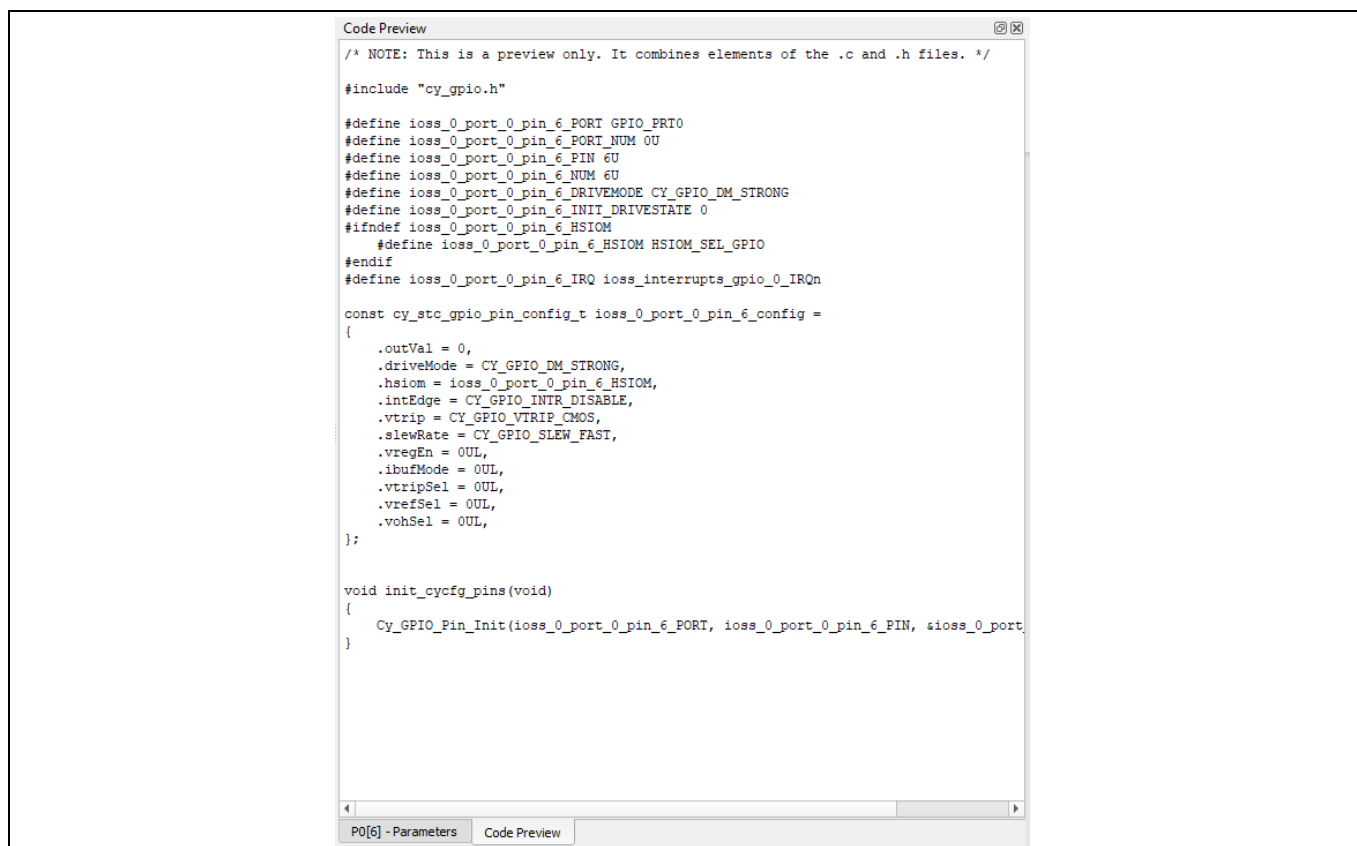 Code Preview
/* NOTE: This is a preview only. It combines elements of the .c and .h files. */
#include "cy_gpio.h"
#define ioss_0_port_0_pin_6_PORT GPIO_PRT0
#define ioss_0_port_0_pin_6_PORT_NUM 0U
#define ioss_0_port_0_pin_6_PIN 6U
#define ioss_0_port_0_pin_6_NUM 6U
#define ioss_0_port_0_pin_6_DRIVEMODE CY_GPIO_DM_STRONG
#define ioss_0_port_0_pin_6_INIT_DRIVESTATE 0
#ifndef ioss_0_port_0_pin_6_HSIOM
    #define ioss_0_port_0_pin_6_HSIOM HSIOM_SEL_GPIO
#endif
#define ioss_0_port_0_pin_6_IRQ ioss_interrupts_gpio_0_IRQn
const cy_stc_gpio_pin_config_t ioss_0_port_0_pin_6_config =
{
    .outVal = 0,
    .driveMode = CY_GPIO_DM_STRONG,
    .hsiom = ioss_0_port_0_pin_6_HSIOM,
    .intEdge = CY_GPIO_INTR_DISABLE,
    .vtrip = CY_GPIO_VTRIP_CMOS,
    .slewRate = CY_GPIO_SLEW_FAST,
    .vregEn = 0UL,
    .ibufMode = 0UL,
    .vtripSel = 0UL,
    .vrefSel = 0UL,
    .vohSel = 0UL,
};
void init_cycfg_pins(void)
{
    Cy_GPIO_Pin_Init(ioss_0_port_0_pin_6_PORT, ioss_0_port_0_pin_6_PIN, &ioss_0_port_
}
P0[6] - Parameters
Code Preview